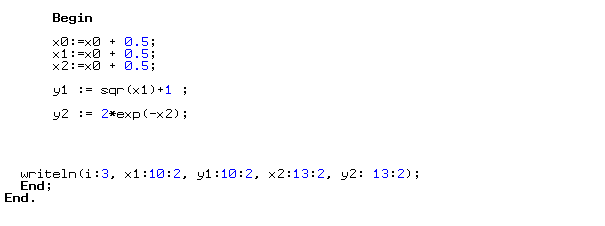 Begin
x0:=x0 + 0.5;
x1:=x0 + 0.5;
x2:=x0 + 0.5;
y1 := sqr(x1)+1 ;
y2 := 2*exp(-x2);
writeln(i:3, x1:10:2, y1:10:2, x2:13:2, y2: 13:2);
End;
End.